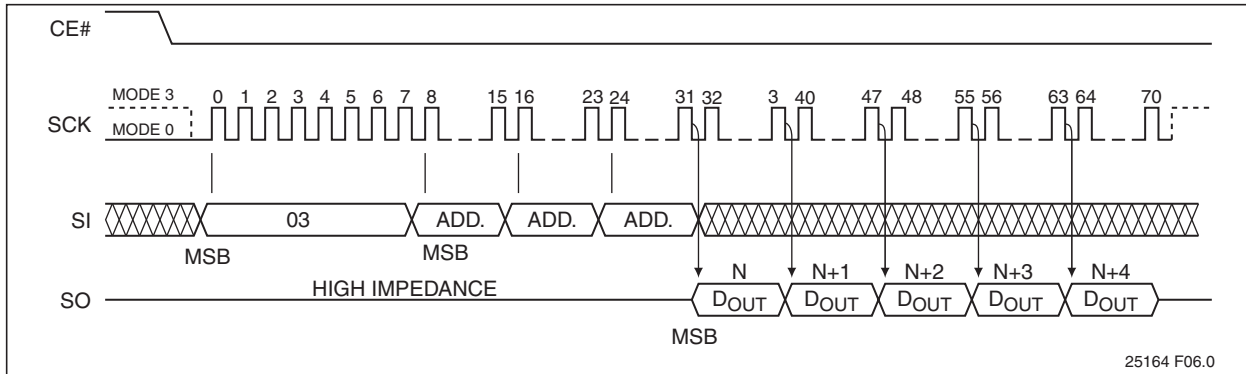 CE#
MODE 3
SCK
MODE 0
0 1 2 3 4 5 6 7 8 15 16 23 24 31 32 3 40 47 48 55 56 63 64 70
SI
03 ADD. ADD. ADD.
MSB MSB
N N+1 N+2 N+3 N+4
SO
HIGH IMPEDANCE
DOUT DOUT DOUT DOUT DOUT
MSB
25164 F06.0